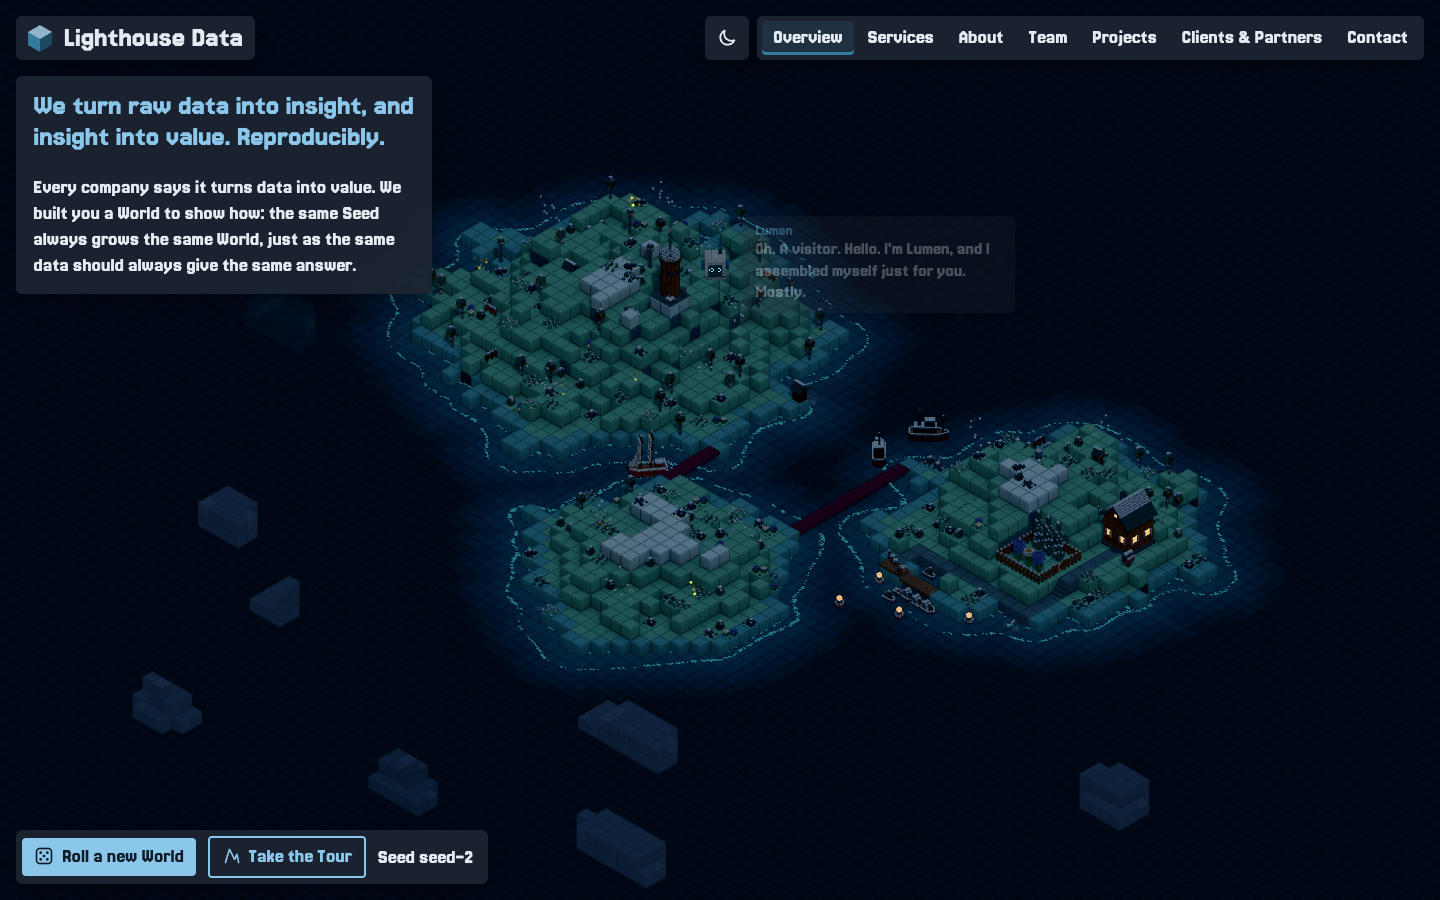 Lighthouse Data
Overview
Services
About
Team
Projects
Clients & Partners
Contact
We turn raw data into insight, and
insight into value. Reproducibly.
Every company says it turns data into value. We
built you a World to show how: the same Seed
always grows the same World, just as the same
data should always give the same answer.
Lumen
Oh. A visitor. Hello. I'm Lumen, and I
assembled myself just for you.
Mostly.
Roll a new World
Take the Tour
Seed seed-2